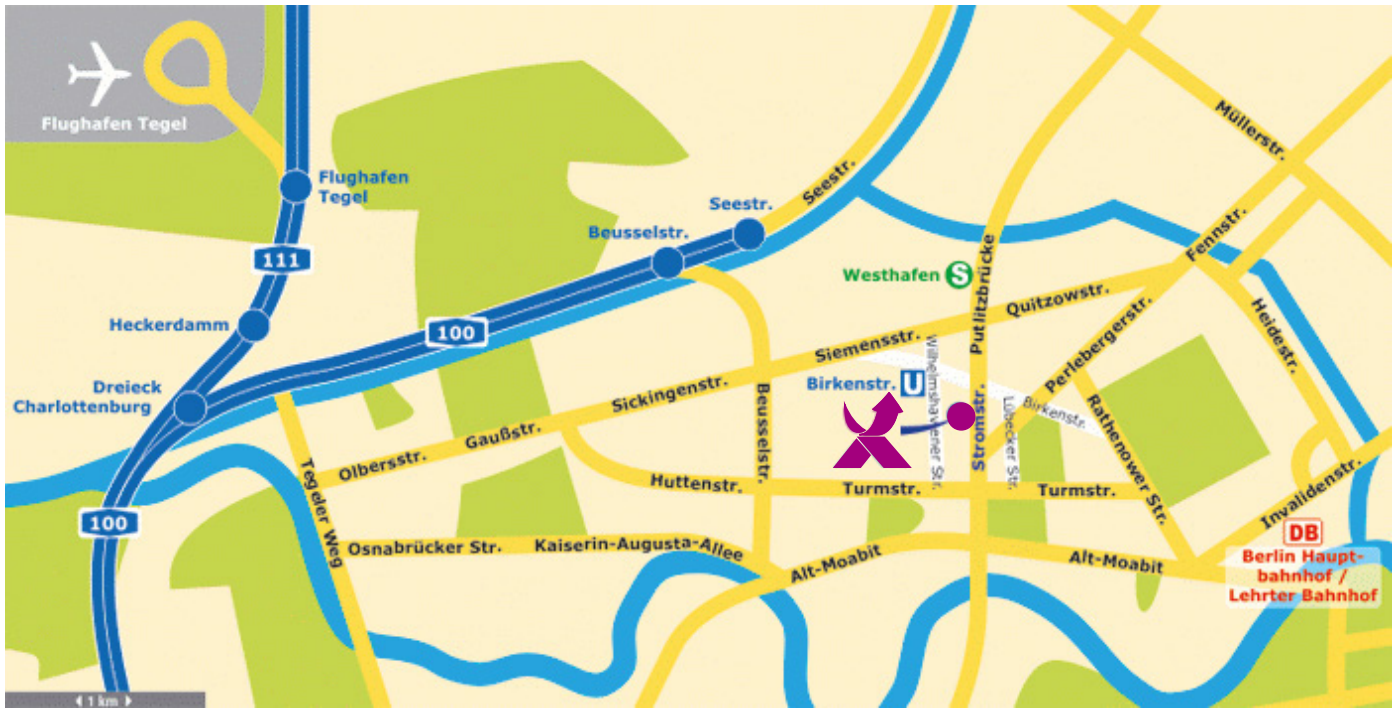 Flughafen Tegel
Flughafen
Tegel
111
Heckerdamm
Dreieck
Charlottenburg
100
100
Beusselstr.
Seestr.
Seestr.
Müllerstr.
Fennstr.
Westhafen S
Putlitzbrücke
Quitzowstr.
Siemensstr.
Perlebergerstr.
Heidestr.
Birkenstr. U
Wilhelmshavener Str.
Stromstr.
Lübecker Str.
Birkenstr.
Rathenower Str.
Sickingenstr.
Gaußstr.
Olbersstr.
Beusselstr.
Huttenstr.
Turmstr.
Turmstr.
Invalidenstr.
Tegeler Weg
Osnabrücker Str.
Kaiserin-Augusta-Allee
Alt-Moabit
Alt-Moabit
DB
Berlin Haupt-
bahnhof /
Lehrter Bahnhof
1 km